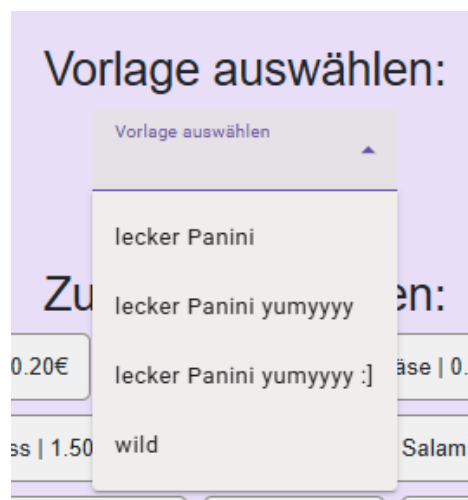 Vorlage auswählen:
Vorlage auswählen
lecker Panini
Zu
en:
lecker Panini yumyyyy
0.20€
lecker Panini yumyyyy :]
äse | 0.
ss | 1.50
wild
Salam